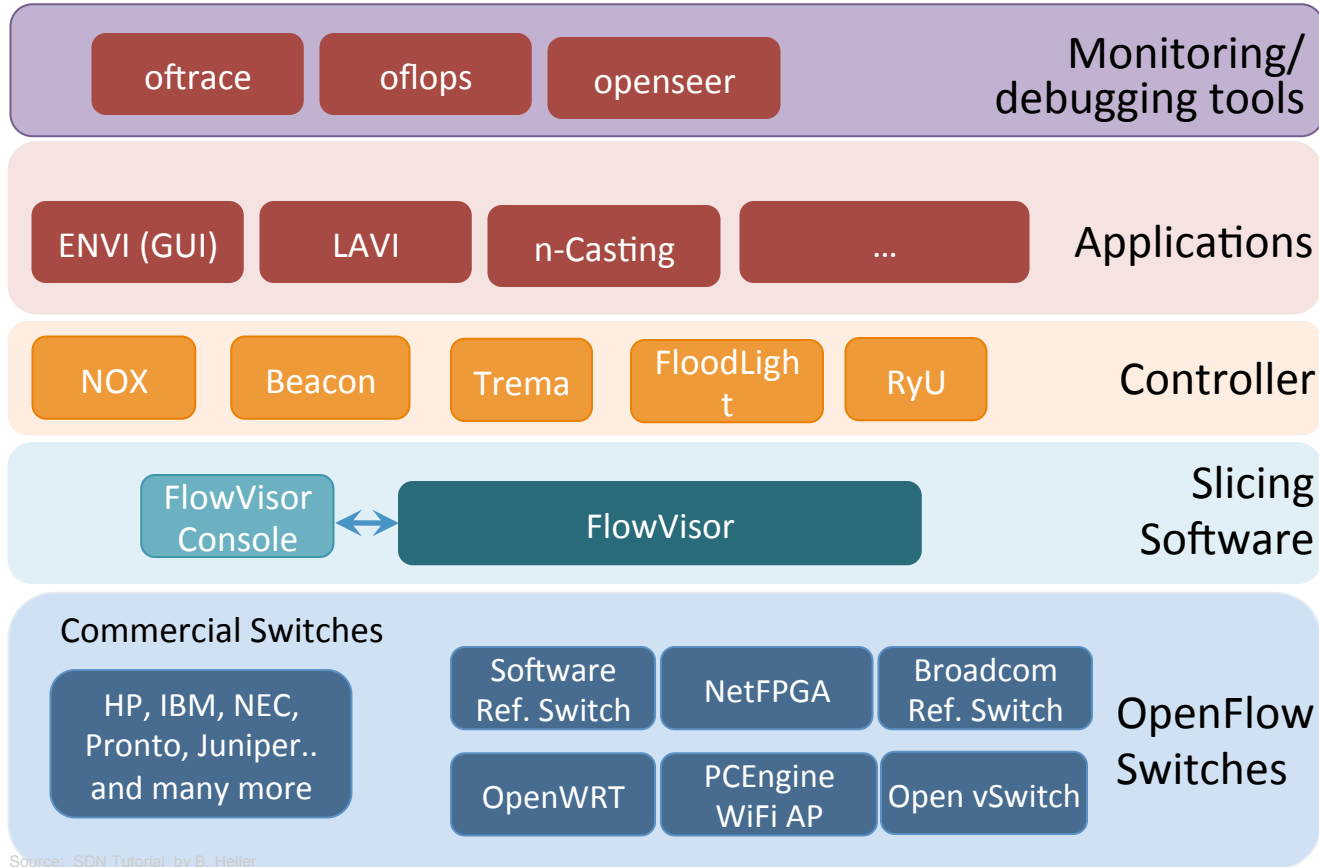 oftrace
oflops
openseer
Monitoring/
debugging tools
ENVI (GUI)
LAVI
n-Casting
...
Applications
NOX
Beacon
Trema
FloodLigh
t
RyU
Controller
FlowVisor
Console
FlowVisor
Slicing
Software
Commercial Switches
HP, IBM, NEC,
Pronto, Juniper..
and many more
Software
Ref. Switch
NetFPGA
Broadcom
Ref. Switch
OpenWRT
PCEngine
WiFi AP
Open vSwitch
OpenFlow
Switches
Source: SDN Tutorial by B. Heller